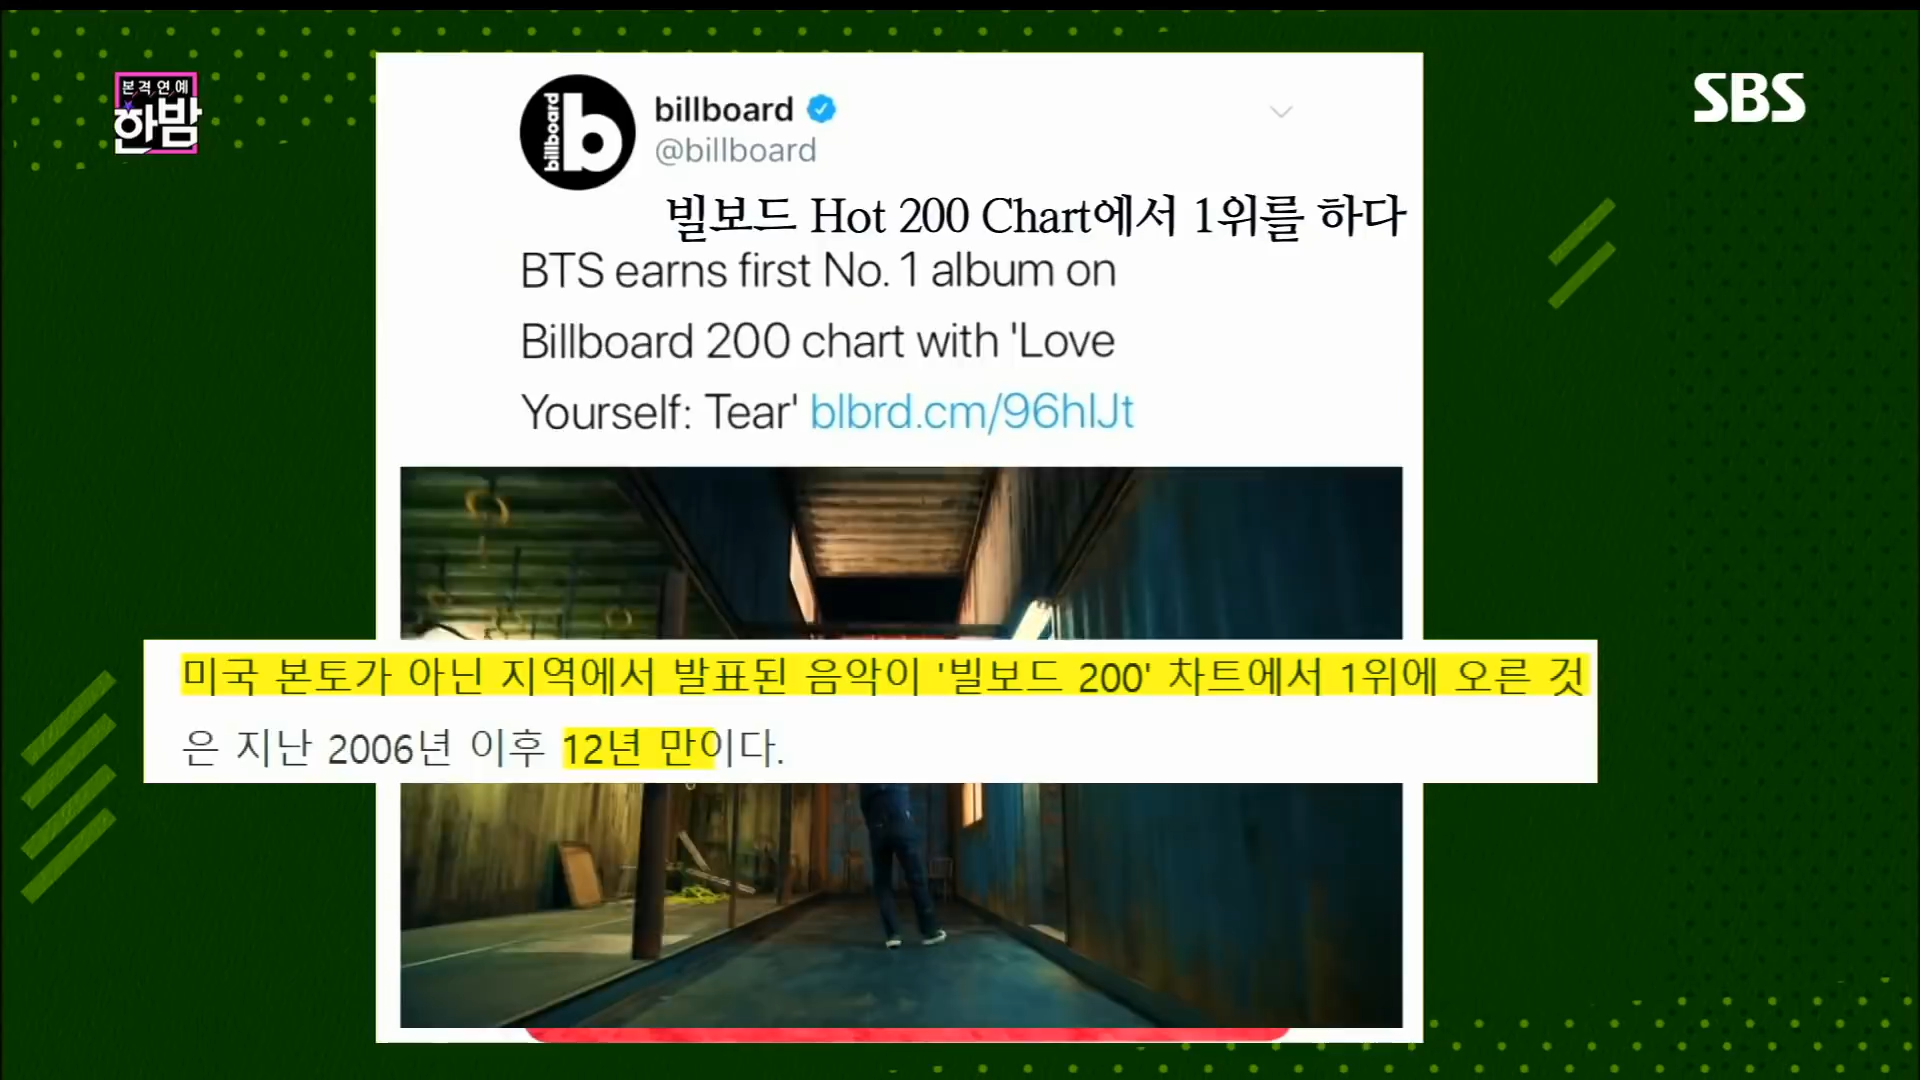 본격연예
한밤
SBS
billboard
billboard
@billboard
빌보드 Hot 200 Chart에서 1위를 하다
BTS earns first No. 1 album on
Billboard 200 chart with 'Love
Yourself: Tear' blbrd.cm/96hIJt
미국 본토가 아닌 지역에서 발표된 음악이 '빌보드 200' 차트에서 1위에 오른 것
은 지난 2006년 이후 12년 만이다.